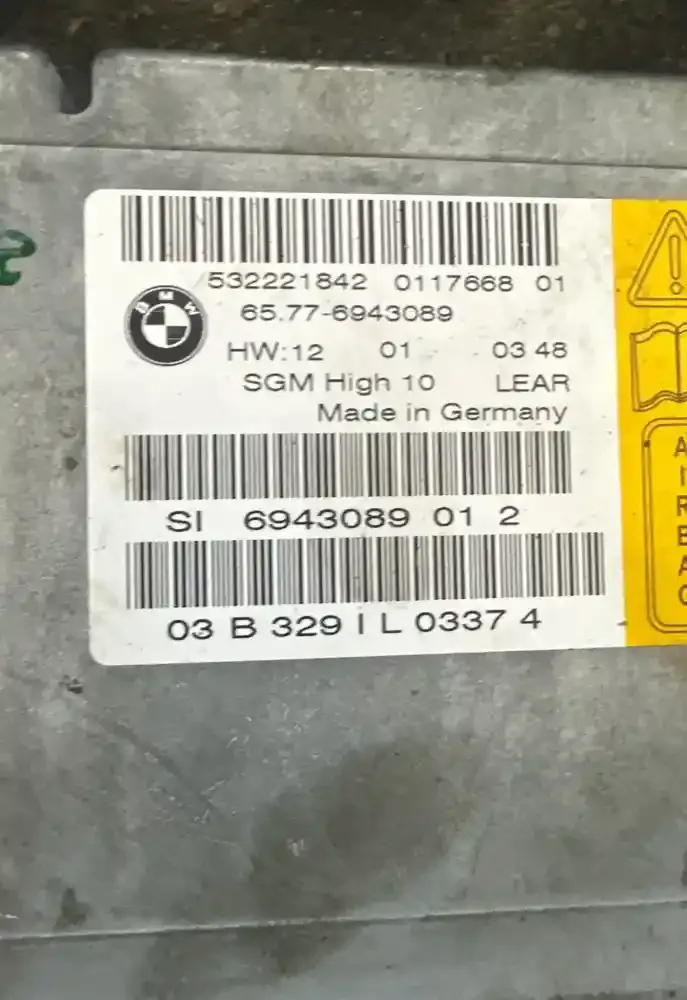 532221842 0117668 01
BMW
65.77-6943089
HW:12 01 03 48
SGM High 10 LEAR
Made in Germany
SI 6943089 01 2
03 B 329 I L 0337 4